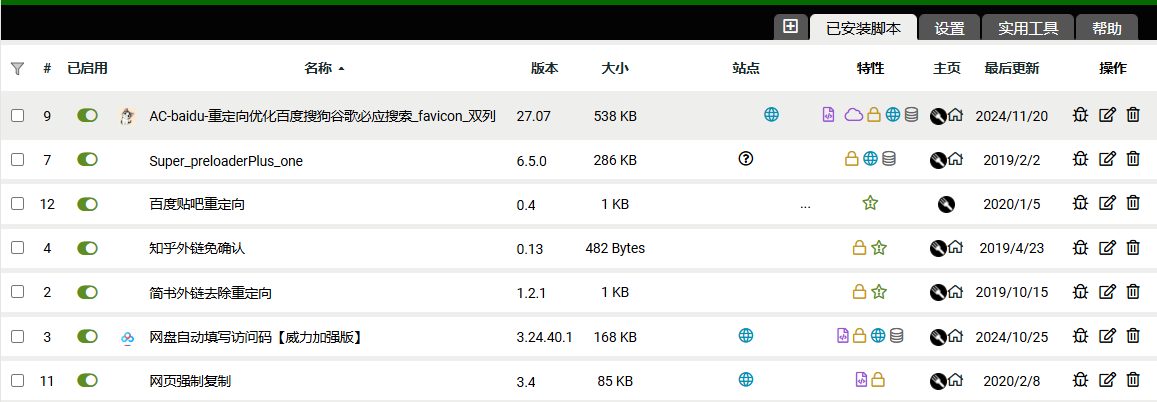 已安装脚本 设置 实用工具 帮助
# 已启用 名称 版本 大小 站点 特性 主页 最后更新 操作
9 AC-baidu-重定向优化百度搜狗谷歌必应搜索_favicon_双列 27.07 538 KB 2024/11/20
7 Super_preloaderPlus_one 6.5.0 286 KB 2019/2/2
12 百度贴吧重定向 0.4 1 KB ... 2020/1/5
4 知乎外链免确认 0.13 482 Bytes 2019/4/23
2 简书外链去除重定向 1.2.1 1 KB 2019/10/15
3 网盘自动填写访问码【威力加强版】 3.24.40.1 168 KB 2024/10/25
11 网页强制复制 3.4 85 KB 2020/2/8